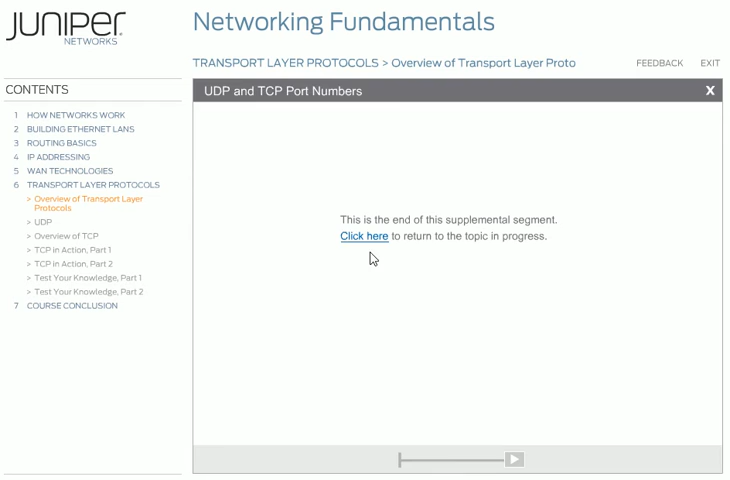 JUNIPER
NETWORKS
Networking Fundamentals
TRANSPORT LAYER PROTOCOLS > Overview of Transport Layer Proto
FEEDBACK
EXIT
CONTENTS
1 HOW NETWORKS WORK
2 BUILDING ETHERNET LANS
3 ROUTING BASICS
4 IP ADDRESSING
5 WAN TECHNOLOGIES
6 TRANSPORT LAYER PROTOCOLS
> Overview of Transport Layer
Protocols
> UDP
> Overview of TCP
> TCP in Action, Part 1
> TCP in Action, Part 2
> Test Your Knowledge, Part 1
> Test Your Knowledge, Part 2
7 COURSE CONCLUSION
UDP and TCP Port Numbers
X
This is the end of this supplemental segment.
Click here to return to the topic in progress.